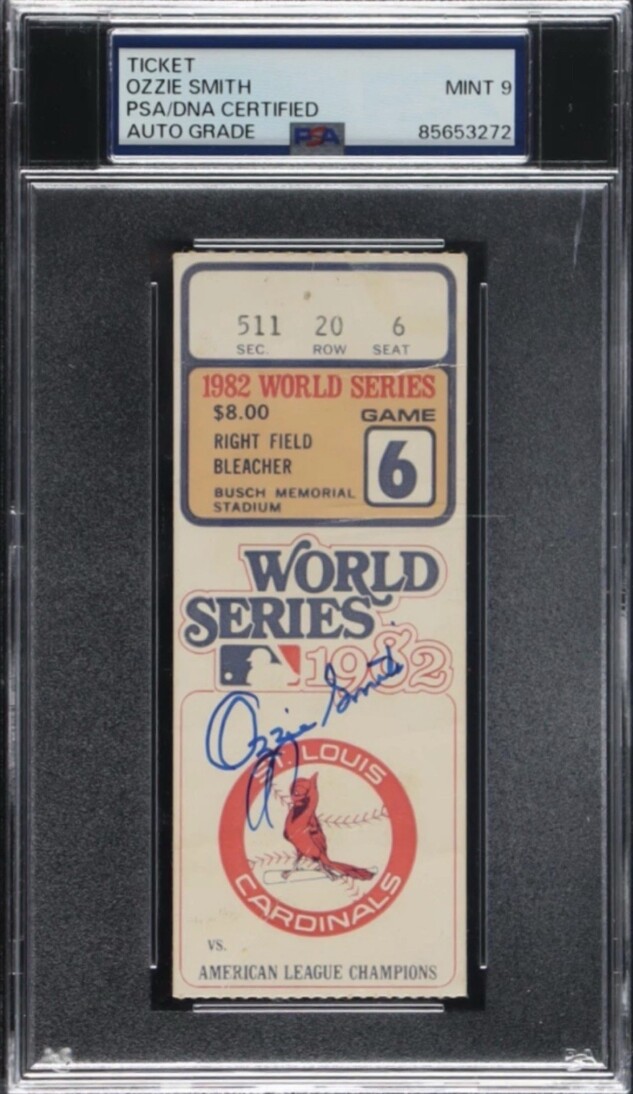 TICKET
OZZIE SMITH MINT 9
PSA/DNA CERTIFIED
AUTO GRADE PSA 85653272
511 20 6
SEC. ROW SEAT
1982 WORLD SERIES
$8.00 GAME
RIGHT FIELD
BLEACHER
6
BUSCH MEMORIAL
STADIUM
WORLD
SERIES
1982
Ozzie Smith
ST. LOUIS
CARDINALS
VS.
AMERICAN LEAGUE CHAMPIONS